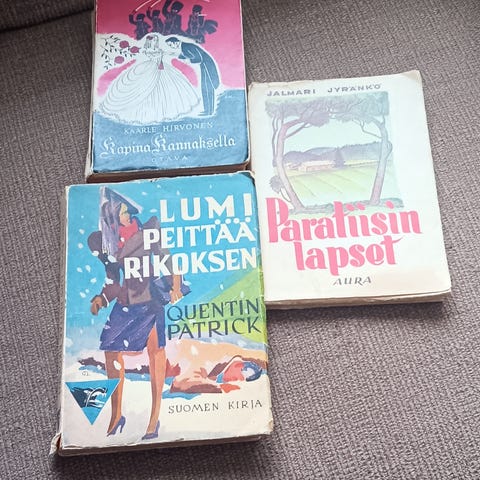 KAARLE HIRVONEN
Kapina Kannaksella
OTAVA
JALMARI JYRÄNKÖ
Paratiisin
lapset
AURA
LUMI
PEITTÄÄ
RIKOKSEN
QUENTIN
PATRICK
SUOMEN KIRJA